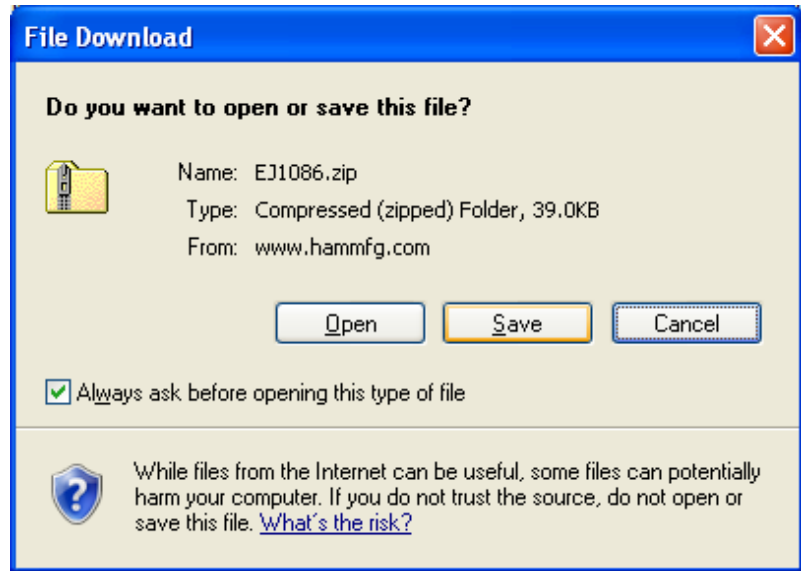 File Download
Do you want to open or save this file?
Name: EJ1086.zip
Type: Compressed (zipped) Folder, 39.0KB
From: www.hammfg.com
Open Save Cancel
Always ask before opening this type of file
While files from the Internet can be useful, some files can potentially
harm your computer. If you do not trust the source, do not open or
save this file. What's the risk?